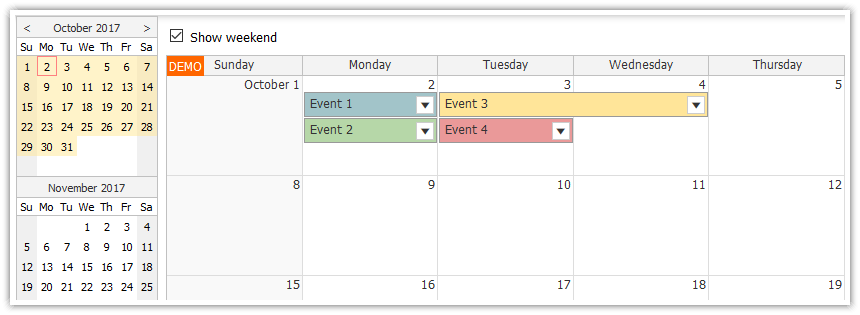 < October 2017 >
Su Mo Tu We Th Fr Sa
1 2 3 4 5 6 7
8 9 10 11 12 13 14
15 16 17 18 19 20 21
22 23 24 25 26 27 28
29 30 31
November 2017
Su Mo Tu We Th Fr Sa
1 2 3 4
5 6 7 8 9 10 11
12 13 14 15 16 17 18
19 20 21 22 23 24 25
Show weekend
DEMO Sunday Monday Tuesday Wednesday Thursday
October 1 2 3 4 5
Event 1 Event 3
Event 2 Event 4
8 9 10 11 12
15 16 17 18 19